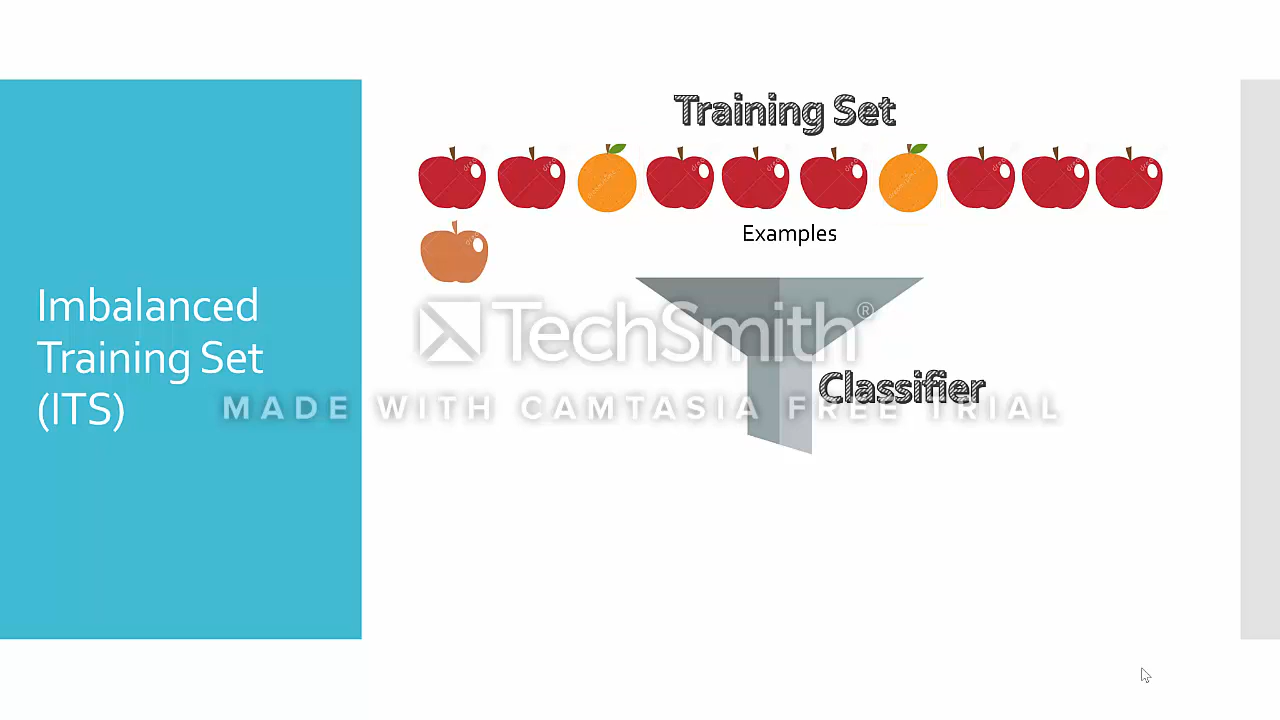 Training Set
Examples
Imbalanced
Training Set
(ITS)
TechSmith®
Classifier
MADE WITH CAMTASIA FREE TRIAL